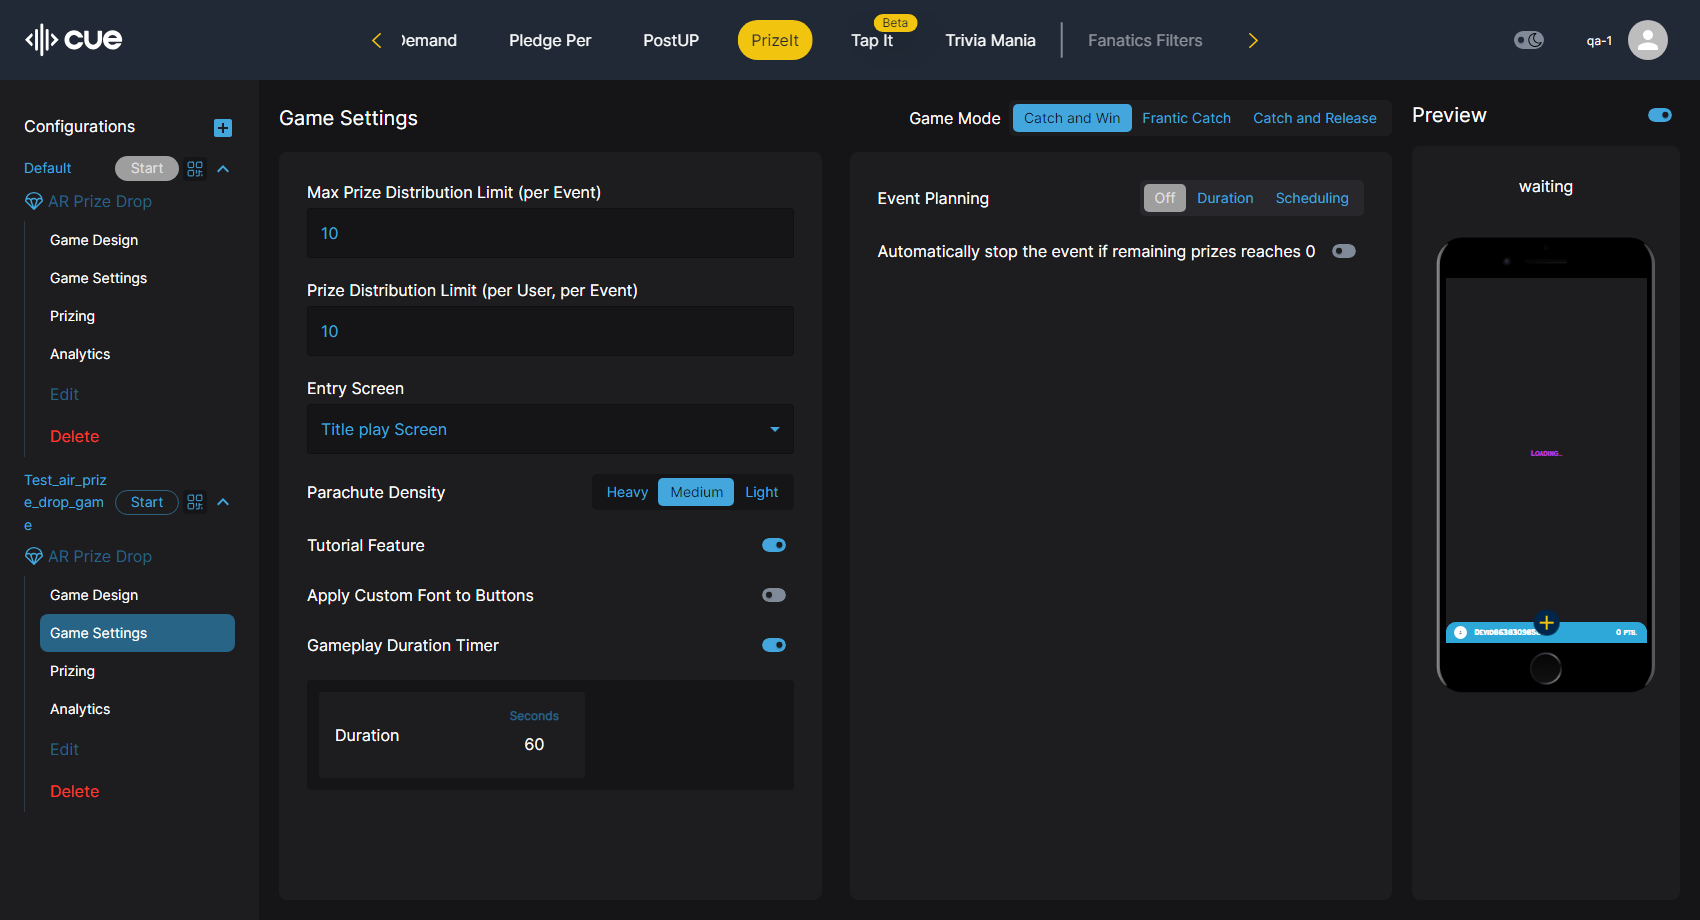 cue
Demand
Pledge Per
PostUP
PrizeIt
Beta
Tap It
Trivia Mania
Fanatics Filters
qa-1
Configurations
Default
Start
AR Prize Drop
Game Design
Game Settings
Prizing
Analytics
Edit
Delete
Test_air_priz
e_drop_gam
e
Start
AR Prize Drop
Game Design
Game Settings
Prizing
Analytics
Edit
Delete
Game Settings
Game Mode
Catch and Win
Frantic Catch
Catch and Release
Max Prize Distribution Limit (per Event)
10
Prize Distribution Limit (per User, per Event)
10
Entry Screen
Title play Screen
Parachute Density
Heavy
Medium
Light
Tutorial Feature
Apply Custom Font to Buttons
Gameplay Duration Timer
Duration
Seconds
60
Event Planning
Off
Duration
Scheduling
Automatically stop the event if remaining prizes reaches 0
Preview
waiting
LOADING..
0 PTS.